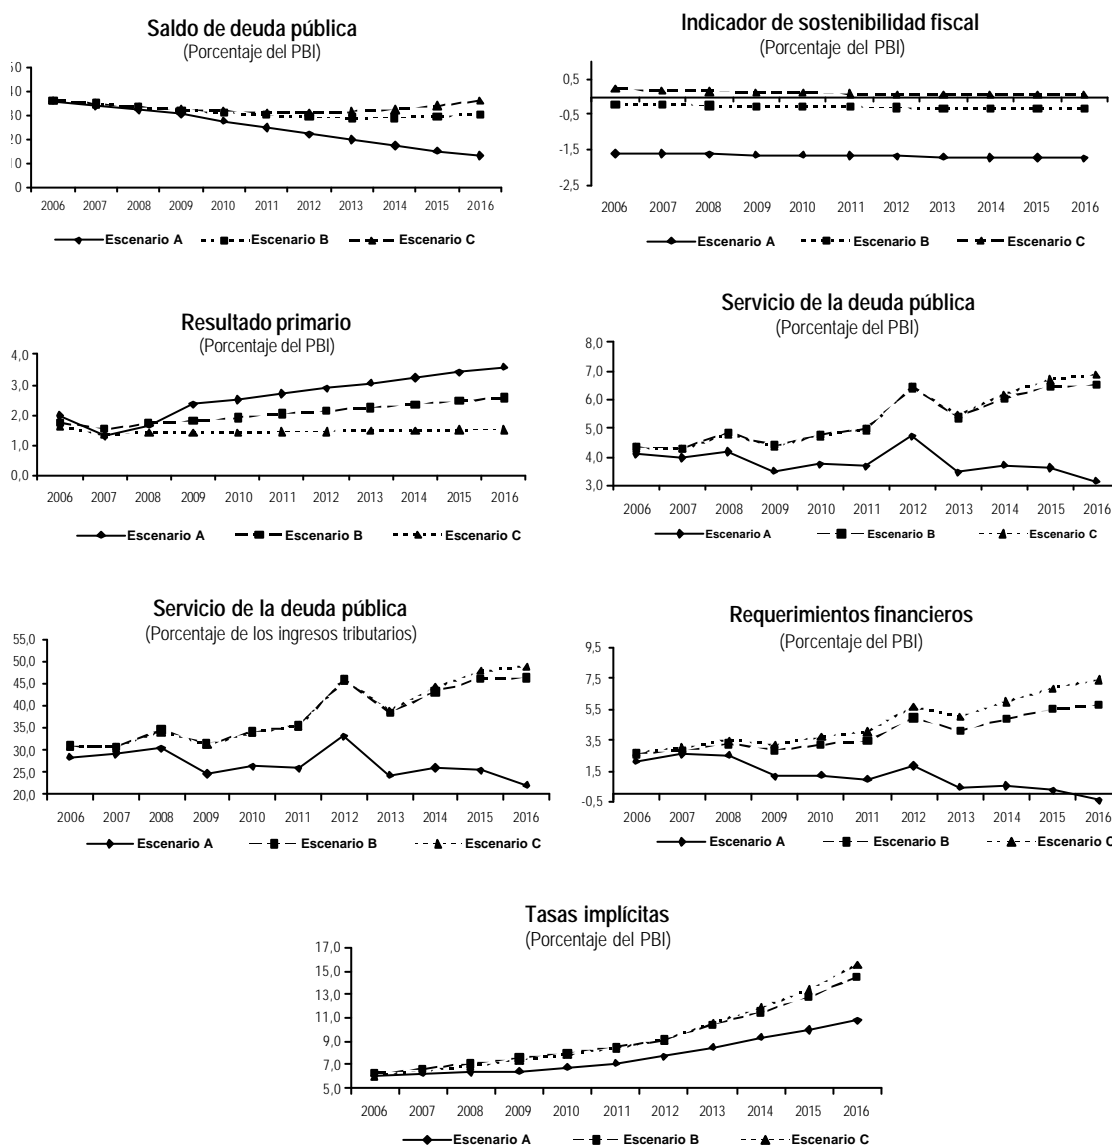 Saldo de deuda pública
(Porcentaje del PBI)
50
40
30
20
10
0
2006 2007 2008 2009 2010 2011 2012 2013 2014 2015 2016
Escenario A Escenario B Escenario C
Indicador de sostenibilidad fiscal
(Porcentaje del PBI)
0,5
-0,5
-1,5
-2,5
2006 2007 2008 2009 2010 2011 2012 2013 2014 2015 2016
Escenario A Escenario B Escenario C
Resultado primario
(Porcentaje del PBI)
4,0
3,0
2,0
1,0
0,0
2006 2007 2008 2009 2010 2011 2012 2013 2014 2015 2016
Escenario A Escenario B Escenario C
Servicio de la deuda pública
(Porcentaje del PBI)
8,0
7,0
6,0
5,0
4,0
3,0
2006 2007 2008 2009 2010 2011 2012 2013 2014 2015 2016
Escenario A Escenario B Escenario C
Servicio de la deuda pública
(Porcentaje de los ingresos tributarios)
55,0
50,0
45,0
40,0
35,0
30,0
25,0
20,0
2006 2007 2008 2009 2010 2011 2012 2013 2014 2015 2016
Escenario A Escenario B Escenario C
Requerimientos financieros
(Porcentaje del PBI)
9,5
7,5
5,5
3,5
1,5
-0,5
2006 2007 2008 2009 2010 2011 2012 2013 2014 2015 2016
Escenario A Escenario B Escenario C
Tasas implícitas
(Porcentaje del PBI)
17,0
15,0
13,0
11,0
9,0
7,0
5,0
2006 2007 2008 2009 2010 2011 2012 2013 2014 2015 2016
Escenario A Escenario B Escenario C